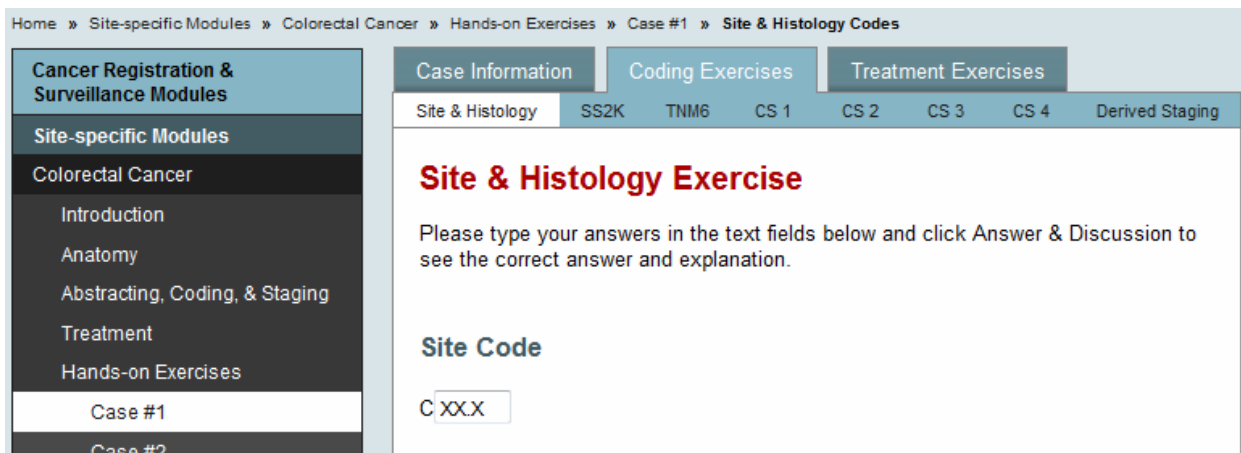 Home » Site-specific Modules » Colorectal Cancer » Hands-on Exercises » Case #1 » Site & Histology Codes
Cancer Registration &
Surveillance Modules
Site-specific Modules
Colorectal Cancer
Introduction
Anatomy
Abstracting, Coding, & Staging
Treatment
Hands-on Exercises
Case #1
Case #2
Case Information Coding Exercises Treatment Exercises
Site & Histology SS2K TNM6 CS 1 CS 2 CS 3 CS 4 Derived Staging
Site & Histology Exercise
Please type your answers in the text fields below and click Answer & Discussion to
see the correct answer and explanation.
Site Code
C XX.X